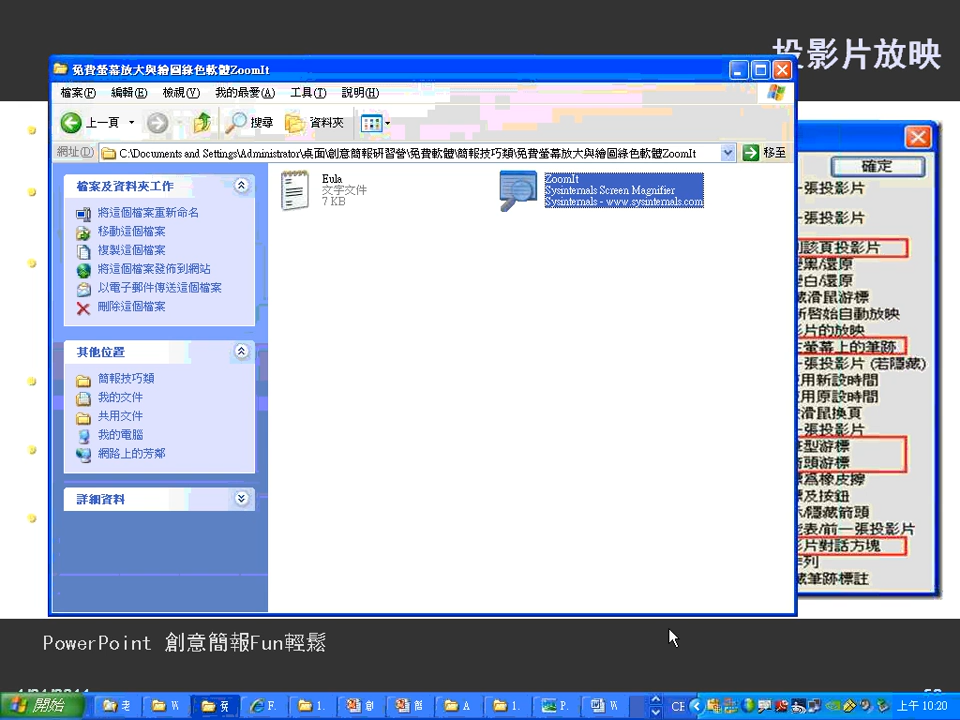 投影片放映
免費螢幕放大與繪圖綠色軟體ZoomIt
檔案(F) 編輯(E) 檢視(V) 我的最愛(A) 工具(T) 說明(H)
上一頁 搜尋 資料夾
網址(D) C:\Documents and Settings\Administrator\桌面\創意簡報研習營\免費軟體\簡報技巧類\免費螢幕放大與繪圖綠色軟體ZoomIt 移至
檔案及資料夾工作
將這個檔案重新命名
移動這個檔案
複製這個檔案
將這個檔案發佈到網站
以電子郵件傳送這個檔案
刪除這個檔案
其他位置
簡報技巧類
我的文件
共用文件
我的電腦
網路上的芳鄰
詳細資料
Eula
文字文件
7 KB
ZoomIt
Sysinternals Screen Magnifier
Sysinternals - www.sysinternals.com
確定
一張投影片
一張投影片
該頁投影片
黑/還原
白/還原
滑鼠游標
新啓始自動放映
片的放映
螢幕上的筆跡
一張投影片 (若隱藏)
用新設時間
用原設時間
滑鼠換頁
一張投影片
型游標
頭游標
為橡皮擦
及按鈕
/隱藏箭頭
表/前一張投影片
片對話方塊
列
筆跡標註
PowerPoint 創意簡報Fun輕鬆
開始 老 W F. 1. 創 A 1. P. W CH 上午 10:20